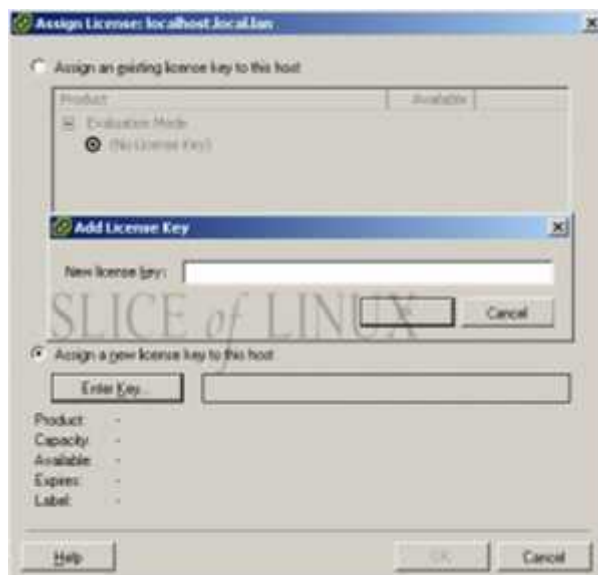 Assign License: localhost.local.lan
Assign an existing license key to this host
Product Available
Evaluation Mode
(No License Key)
Add License Key
New license key:
Cancel
SLICE of LINUX
Assign a new license key to this host
Enter Key...
Product: -
Capacity: -
Available: -
Expires: -
Label: -
Help OK Cancel